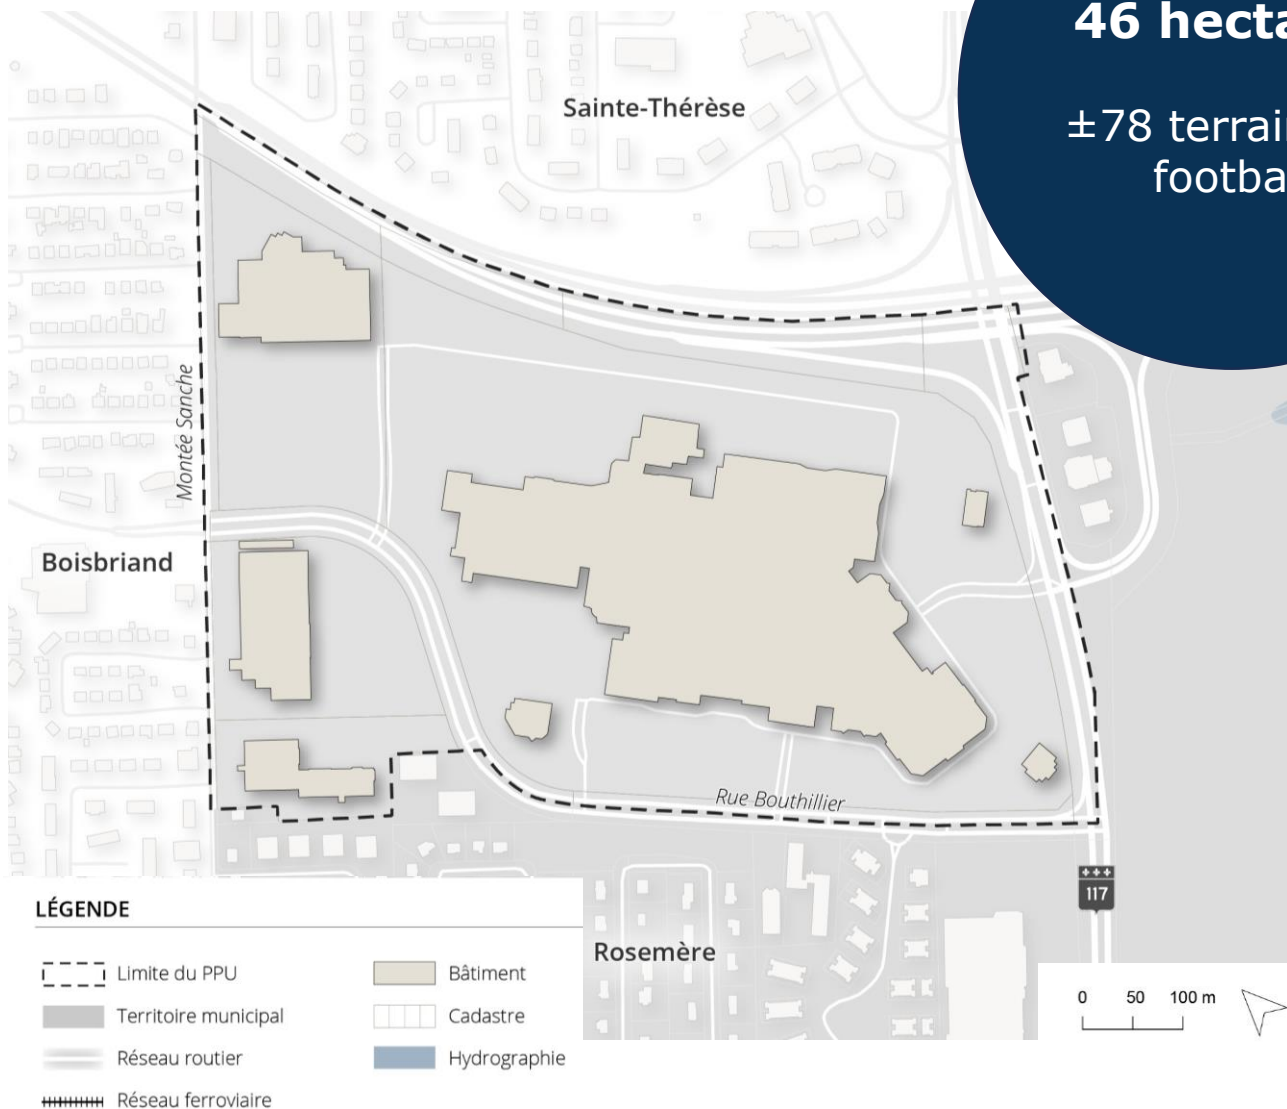 46 hecta
±78 terrain
footba
Sainte-Thérèse
Montée Sanche
Boisbriand
Rue Bouthillier
117
Rosemère
LÉGENDE
Limite du PPU
Territoire municipal
Réseau routier
Réseau ferroviaire
Bâtiment
Cadastre
Hydrographie
0 50 100 m